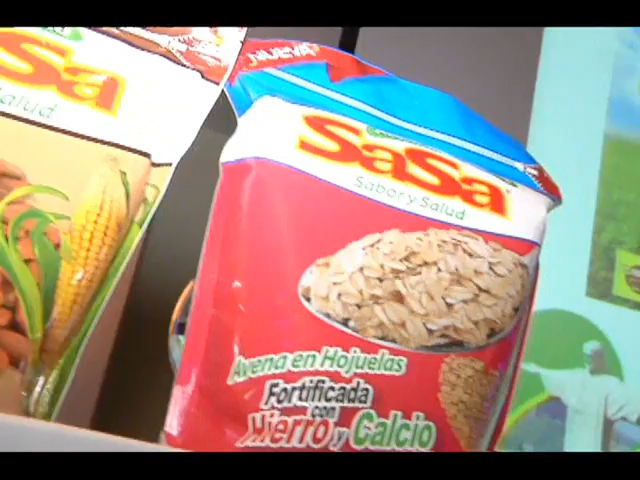 NUEVA
SaSa
Salud
SaSa
Sabor y Salud
Avena en Hojuelas
Fortificada
con
Hierro y Calcio